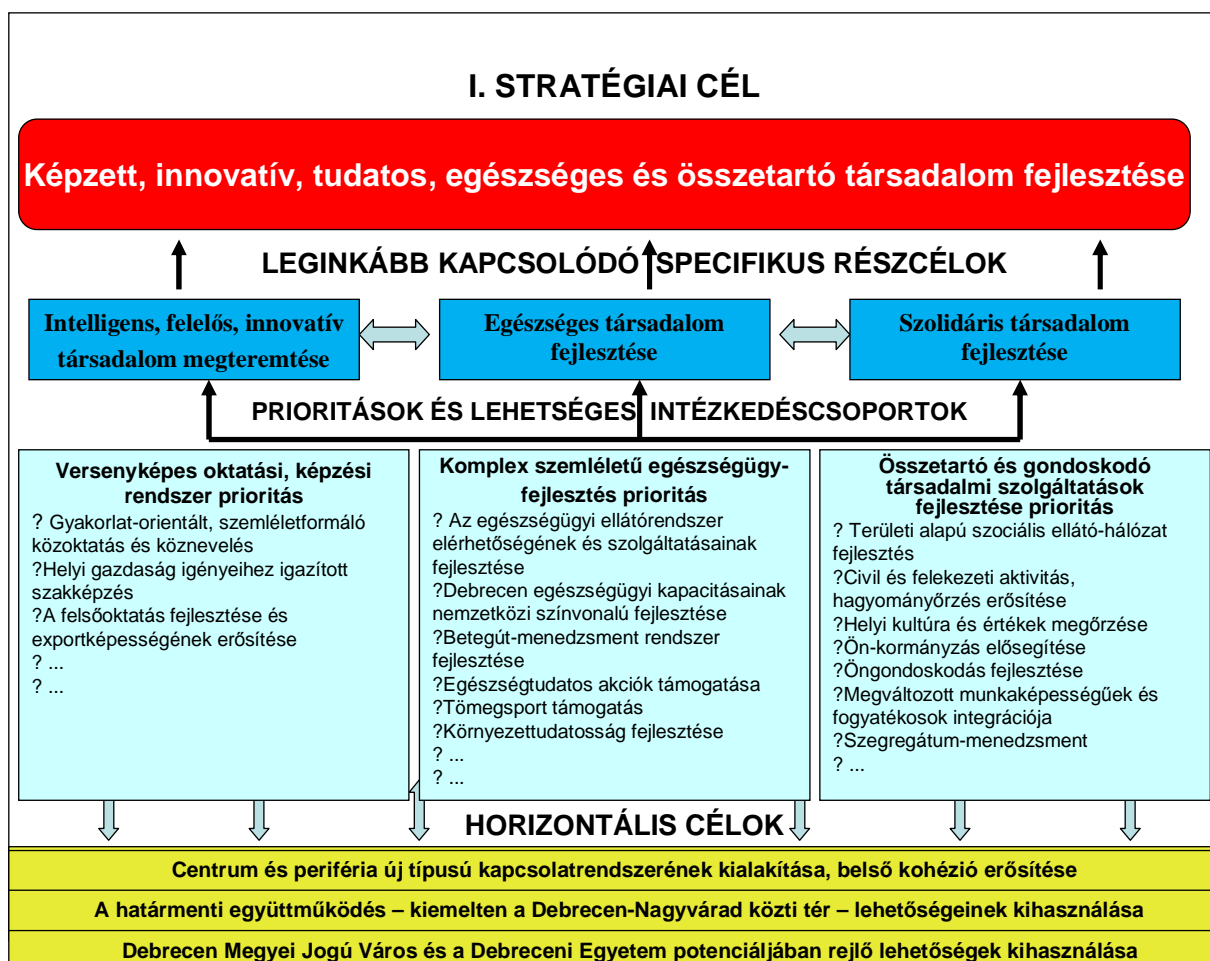 I. STRATÉGIAI CÉL
Képzett, innovatív, tudatos, egészséges és összetartó társadalom fejlesztése
LEGINKÁBB KAPCSOLÓDÓ SPECIFIKUS RÉSZCÉLOK
Intelligens, felelős, innovatív
társadalom megteremtése
Egészséges társadalom
fejlesztése
Szolidáris társadalom
fejlesztése
PRIORITÁSOK ÉS LEHETSÉGES INTÉZKEDÉSCSOPORTOK
Versenyképes oktatási, képzési
rendszer prioritás
? Gyakorlat-orientált, szemléletformáló
közoktatás és köznevelés
?Helyi gazdaság igényeihez igazított
szakképzés
?A felsőoktatás fejlesztése és
exportképességének erősítése
? ...
? ...
Komplex szemléletű egészségügy-
fejlesztés prioritás
? Az egészségügyi ellátórendszer
elérhetőségének és szolgáltatásainak
fejlesztése
?Debrecen egészségügyi kapacitásainak
nemzetközi színvonalú fejlesztése
?Betegút-menedzsment rendszer
fejlesztése
?Egészségtudatos akciók támogatása
?Tömegsport támogatás
?Környezettudatosság fejlesztése
? ...
? ...
Összetartó és gondoskodó
társadalmi szolgáltatások
fejlesztése prioritás
? Területi alapú szociális ellátó-hálózat
fejlesztés
?Civil és felekezeti aktivitás,
hagyományőrzés erősítése
?Helyi kultúra és értékek megőrzése
?Ön-kormányzás elősegítése
?Öngondoskodás fejlesztése
?Megváltozott munkaképességűek és
fogyatékosok integrációja
?Szegregátum-menedzsment
? ...
HORIZONTÁLIS CÉLOK
Centrum és periféria új típusú kapcsolatrendszerének kialakítása, belső kohézió erősítése
A határmenti együttműködés – kiemelten a Debrecen-Nagyvárad közti tér – lehetőségeinek kihasználása
Debrecen Megyei Jogú Város és a Debreceni Egyetem potenciáljában rejlő lehetőségek kihasználása